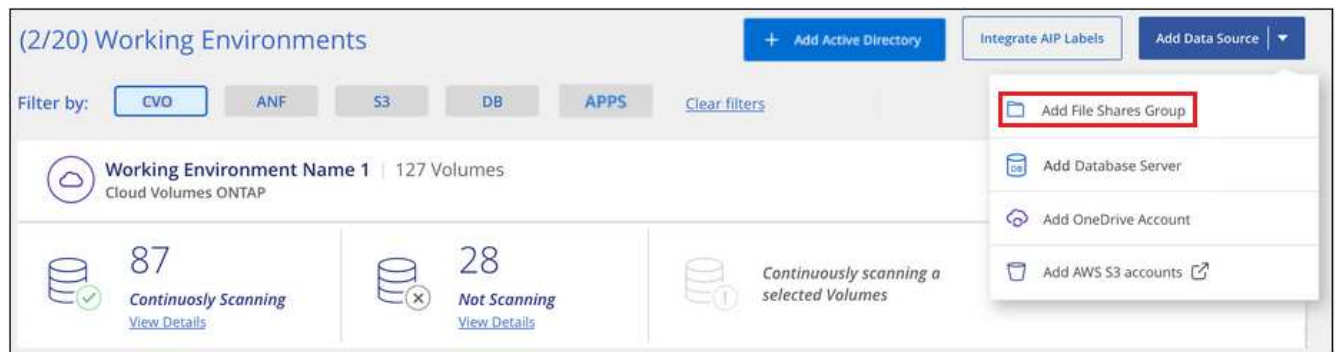 (2/20) Working Environments
+ Add Active Directory
Integrate AIP Labels
Add Data Source
Filter by:
CVO
ANF
S3
DB
APPS
Clear filters
Add File Shares Group
DB
Add Database Server
Add OneDrive Account
Add AWS S3 accounts
Working Environment Name 1 | 127 Volumes
Cloud Volumes ONTAP
87
Continuosly Scanning
View Details
28
Not Scanning
View Details
Continuously scanning a
selected Volumes